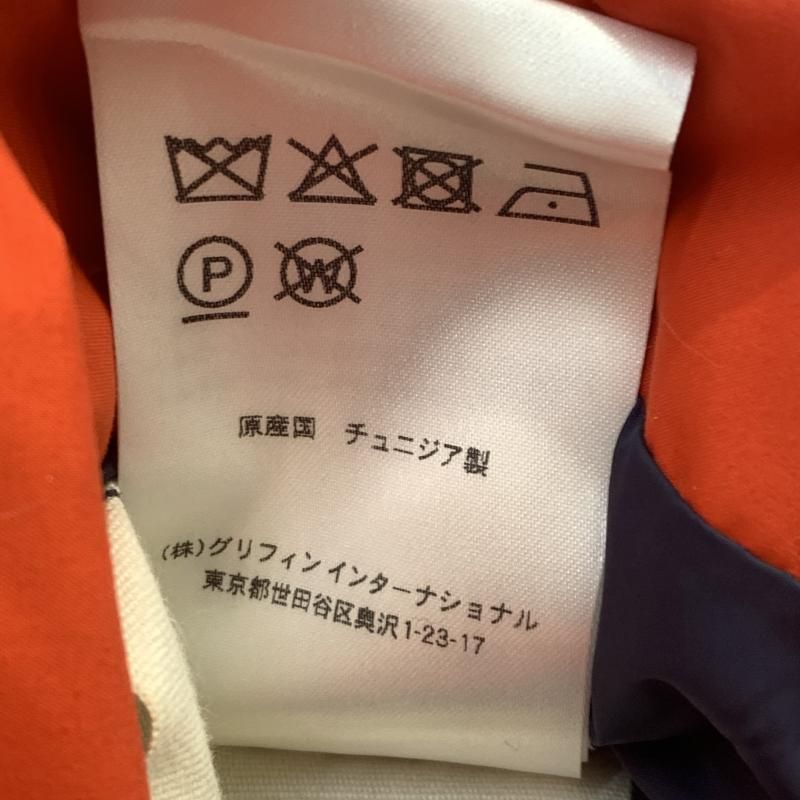 P W
原産国 チュニジア製
(株)グリフィンインターナショナル
東京都世田谷区奥沢1-23-17